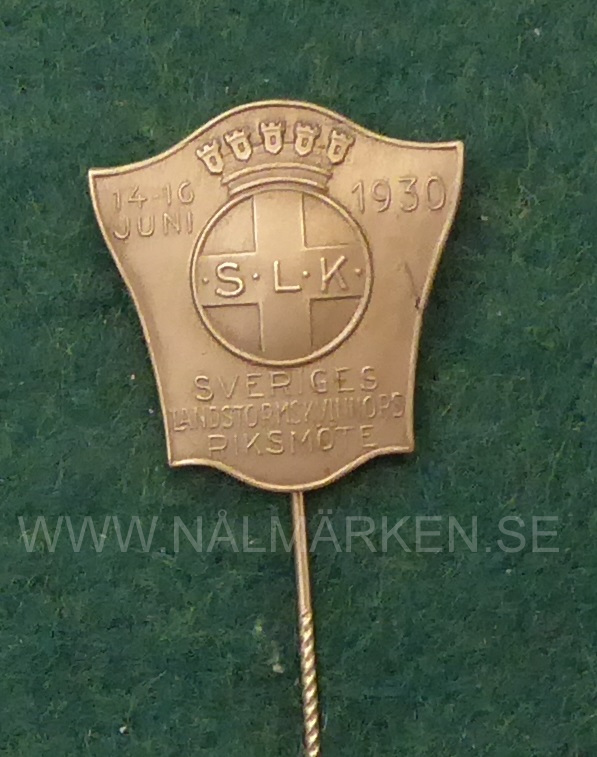 14-16 1930
JUNI
·S·L·K·
SVERIGES
LANDSTORMSKVINNORS
RIKSMÖTE
WWW.NÅLMÄRKEN.SE